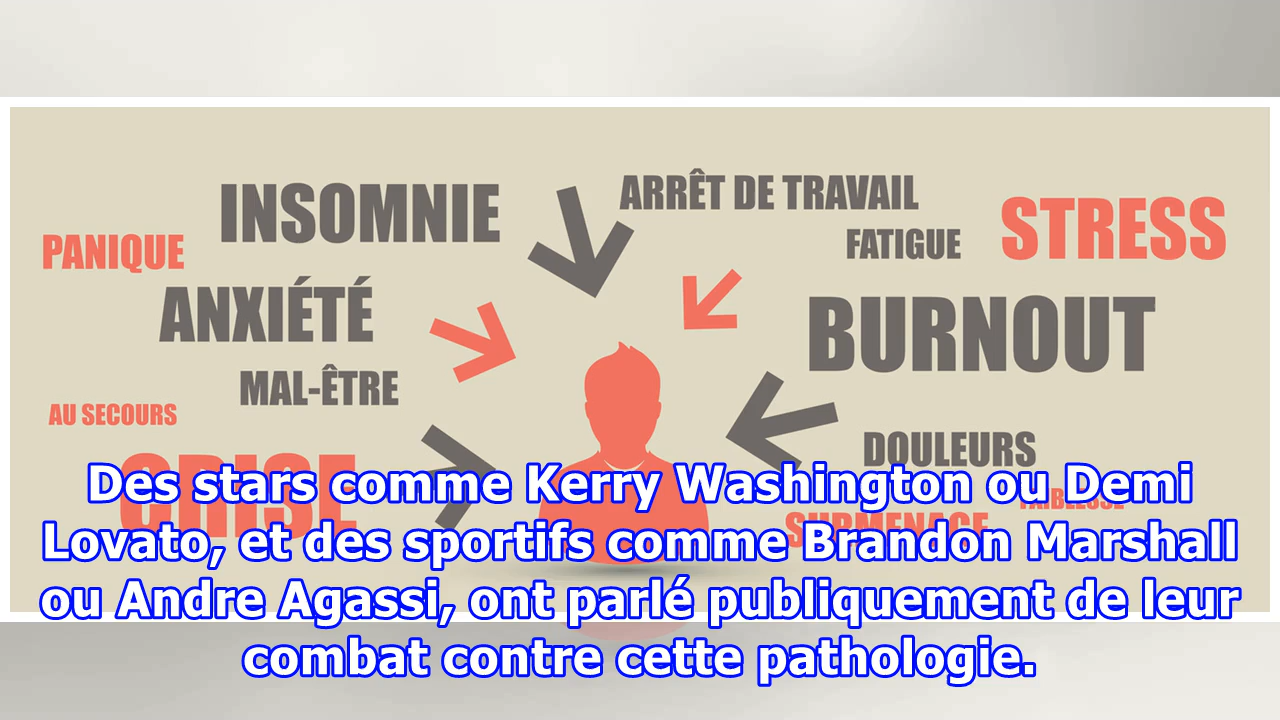 INSOMNIE
ARRÊT DE TRAVAIL
STRESS
PANIQUE
FATIGUE
ANXIÉTÉ
BURNOUT
MAL-ÊTRE
AU SECOURS
DOULEURS
CRISE
SURMENAGE
Des stars comme Kerry Washington ou Demi
Lovato, et des sportifs comme Brandon Marshall
ou Andre Agassi, ont parlé publiquement de leur
combat contre cette pathologie.